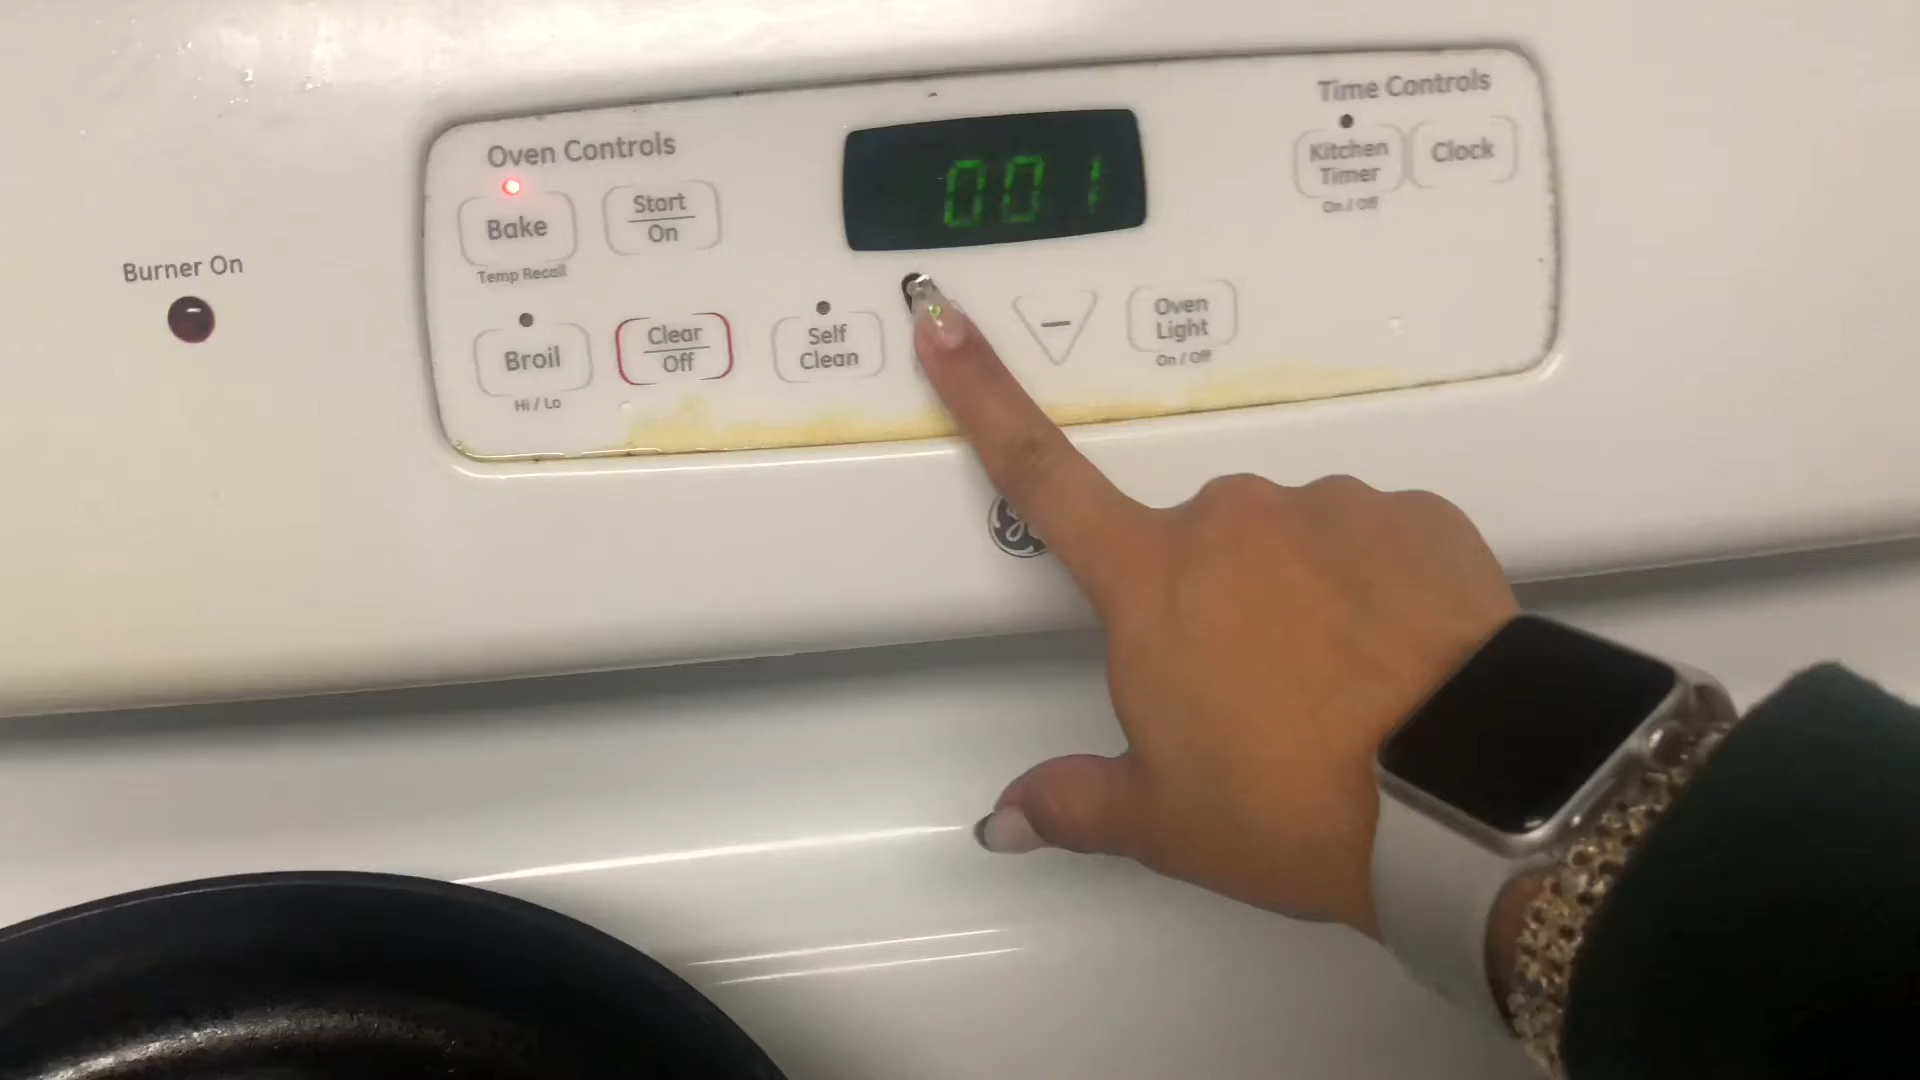 Oven Controls
Bake
Temp Recall
Start
On
Broil
Hi / Lo
Clear
Off
Self
Clean
001
Oven
Light
On / Off
Time Controls
Kitchen
Timer
On / Off
Clock
Burner On